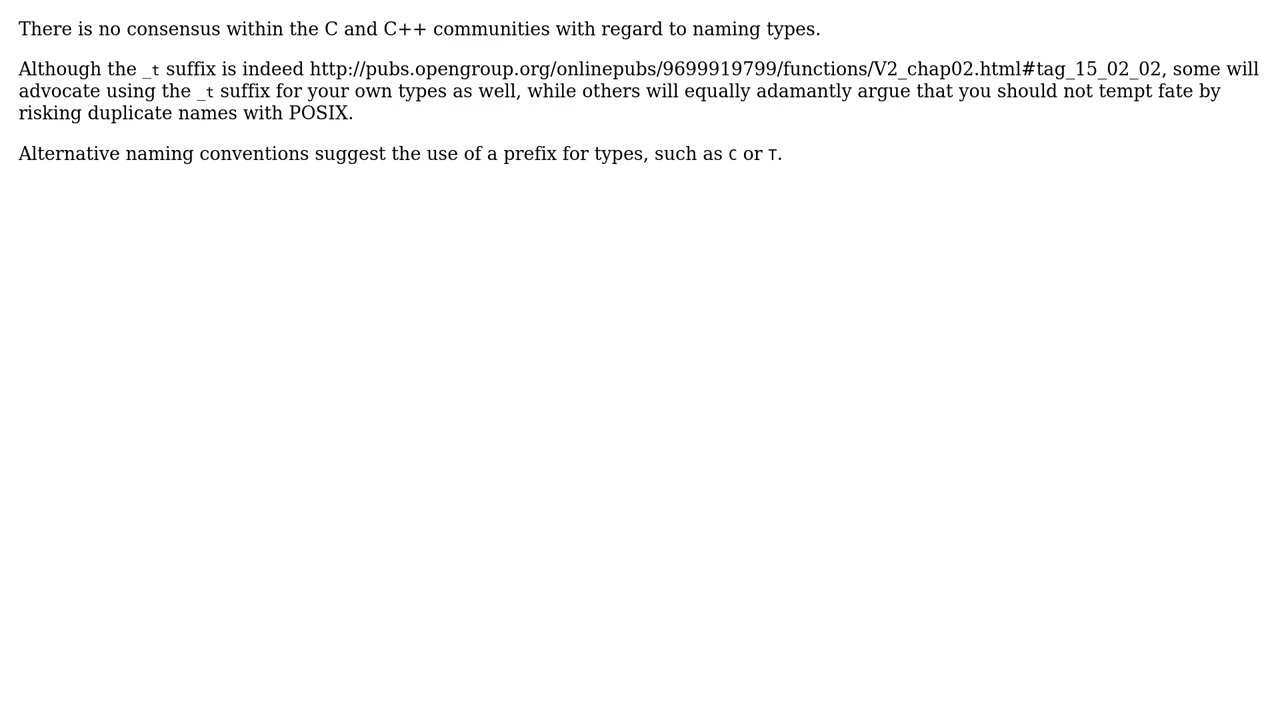 There is no consensus within the C and C++ communities with regard to naming types.
Although the _t suffix is indeed http://pubs.opengroup.org/onlinepubs/9699919799/functions/V2_chap02.html#tag_15_02_02, some will
advocate using the _t suffix for your own types as well, while others will equally adamantly argue that you should not tempt fate by
risking duplicate names with POSIX.
Alternative naming conventions suggest the use of a prefix for types, such as C or T.